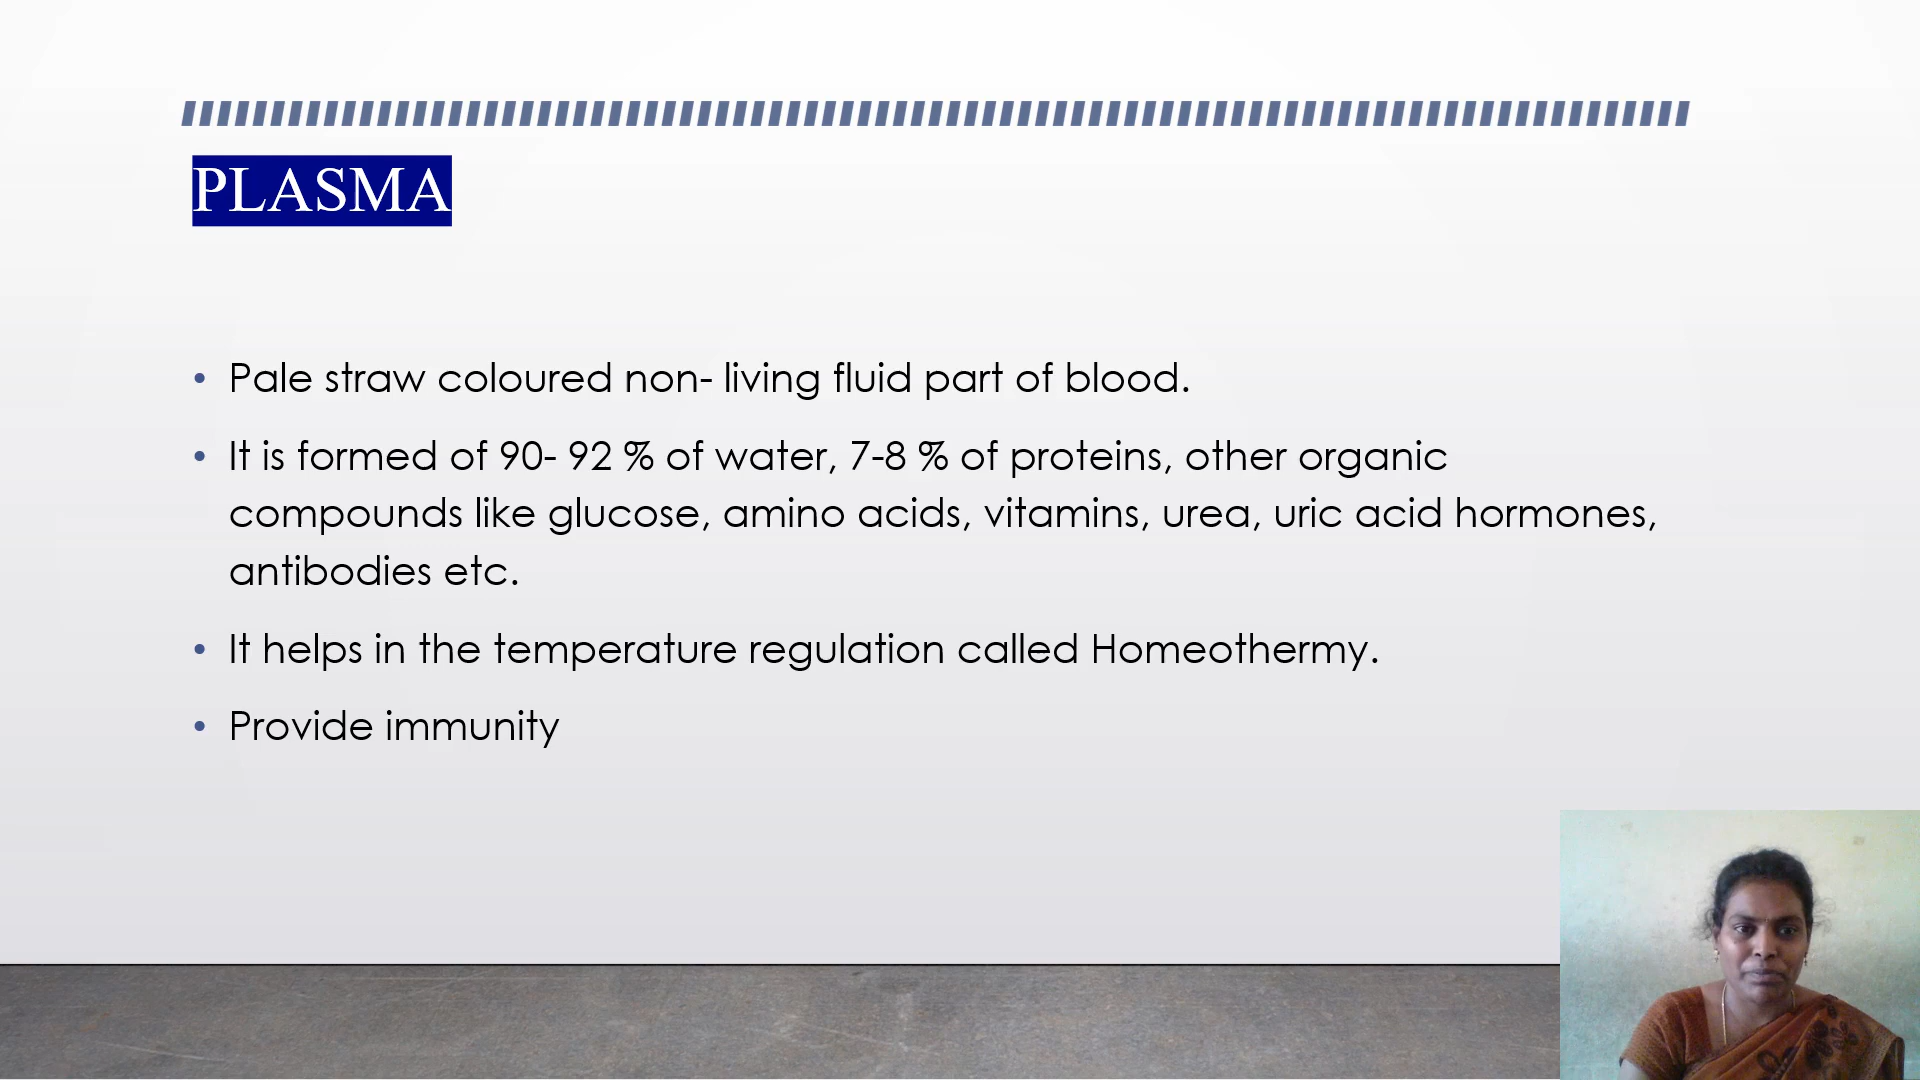 PLASMA
• Pale straw coloured non- living fluid part of blood.
• It is formed of 90- 92 % of water, 7-8 % of proteins, other organic
compounds like glucose, amino acids, vitamins, urea, uric acid hormones,
antibodies etc.
• It helps in the temperature regulation called Homeothermy.
• Provide immunity